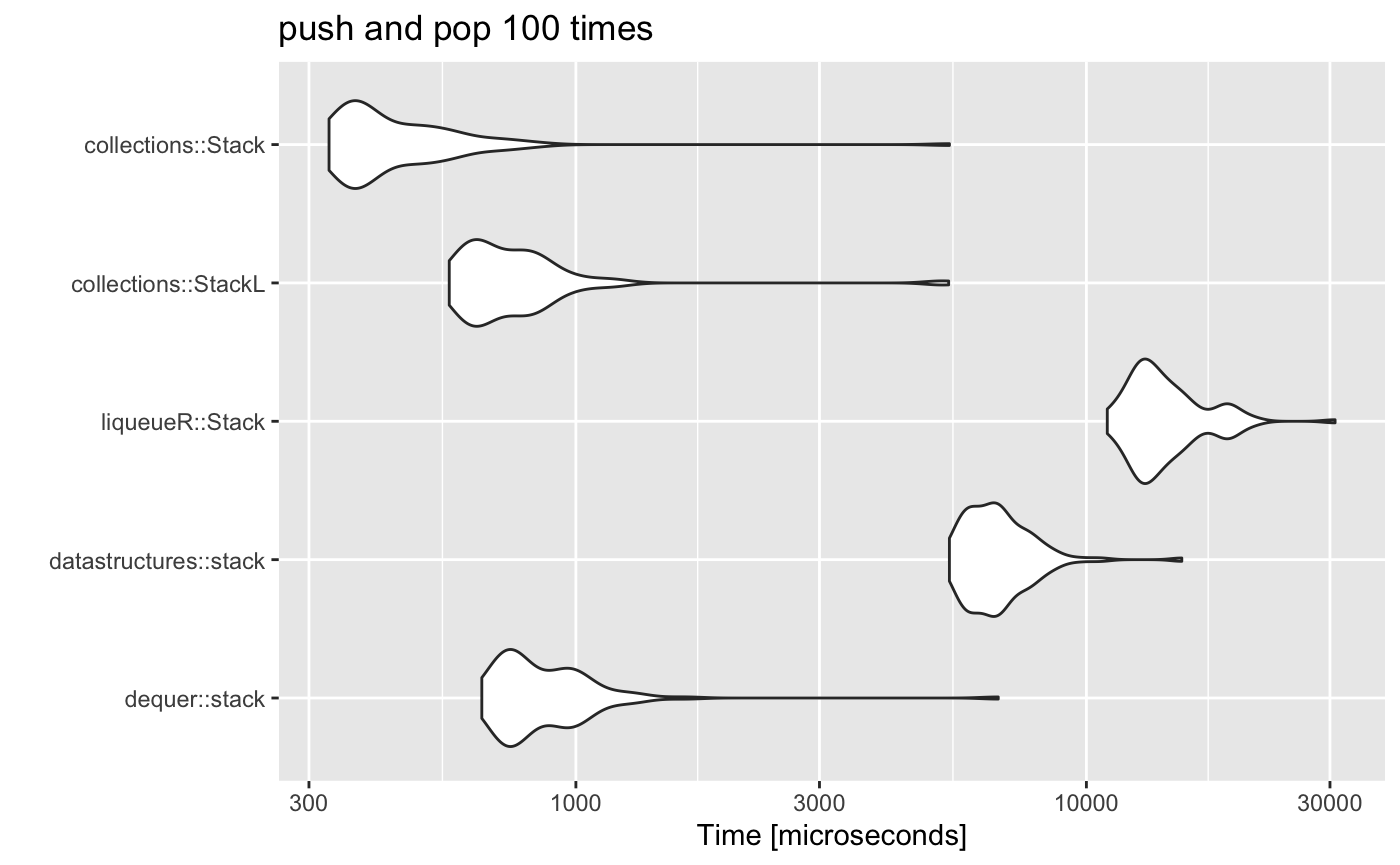 push and pop 100 times
collections::Stack
collections::StackL
liqueueR::Stack
datastructures::stack
dequer::stack
300 1000 3000 10000 30000
Time [microseconds]